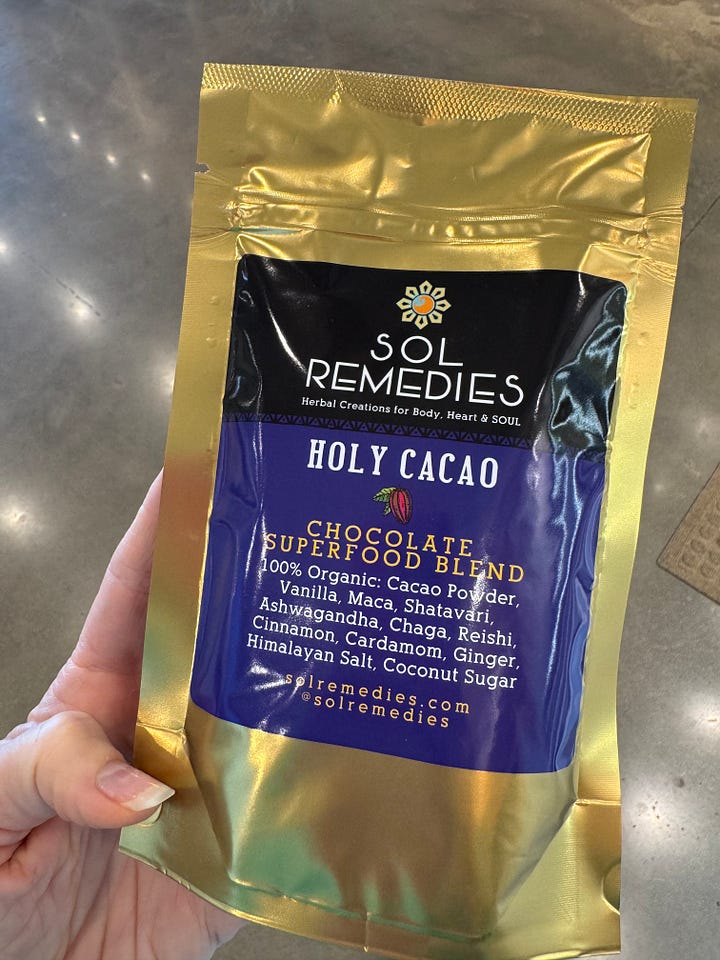 SOL
REMEDIES
Herbal Creations for Body, Heart & SOUL
HOLY CACAO
CHOCOLATE
SUPERFOOD BLEND
100% Organic: Cacao Powder,
Vanilla, Maca, Shatavari,
Ashwagandha, Chaga, Reishi,
Cinnamon, Cardamom, Ginger,
Himalayan Salt, Coconut Sugar
solremedies.com
@solremedies